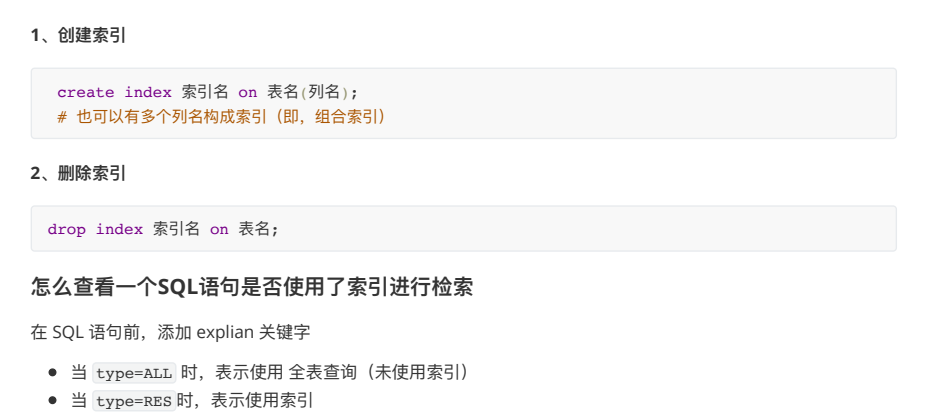 1、创建索引
create index 索引名 on 表名(列名);
# 也可以有多个列名构成索引（即，组合索引）
2、删除索引
drop index 索引名 on 表名;
怎么查看一个SQL语句是否使用了索引进行检索
在 SQL 语句前，添加 explian 关键字
当 type=ALL 时，表示使用 全表查询（未使用索引）
当 type=RES时，表示使用索引